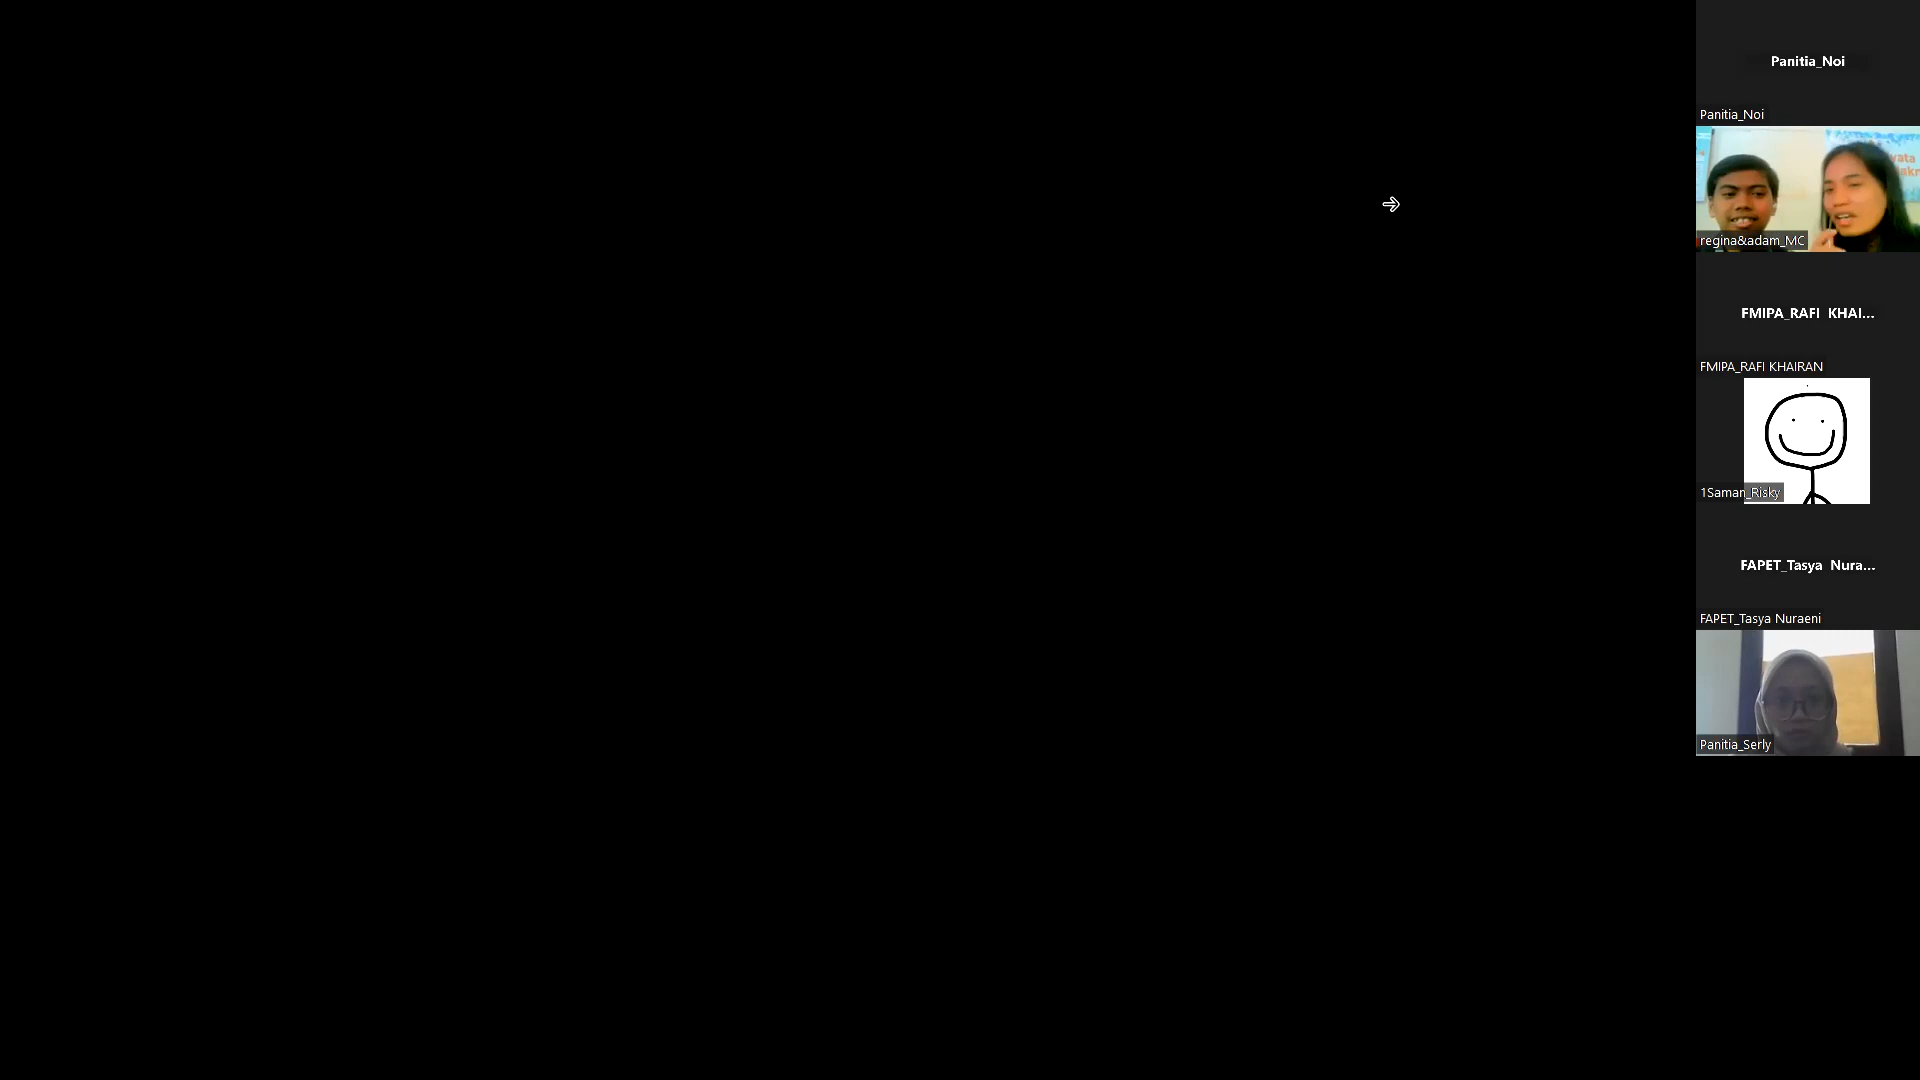 Panitia_Noi
Panitia_Noi
regina&adam_MC
FMIPA_RAFI KHAI...
FMIPA_RAFI KHAIRAN
1Saman_Risky
FAPET_Tasya Nura...
FAPET_Tasya Nuraeni
Panitia_Serly